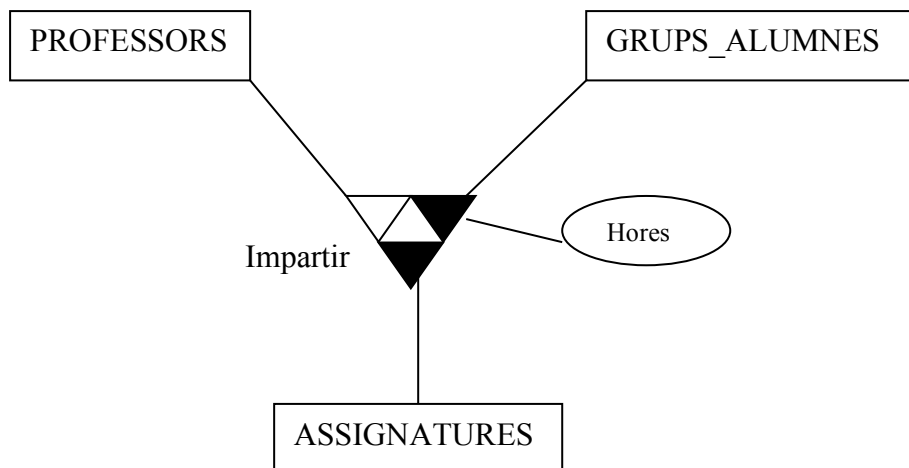 PROFESSORS
GRUPS_ALUMNES
Hores
Impartir
ASSIGNATURES